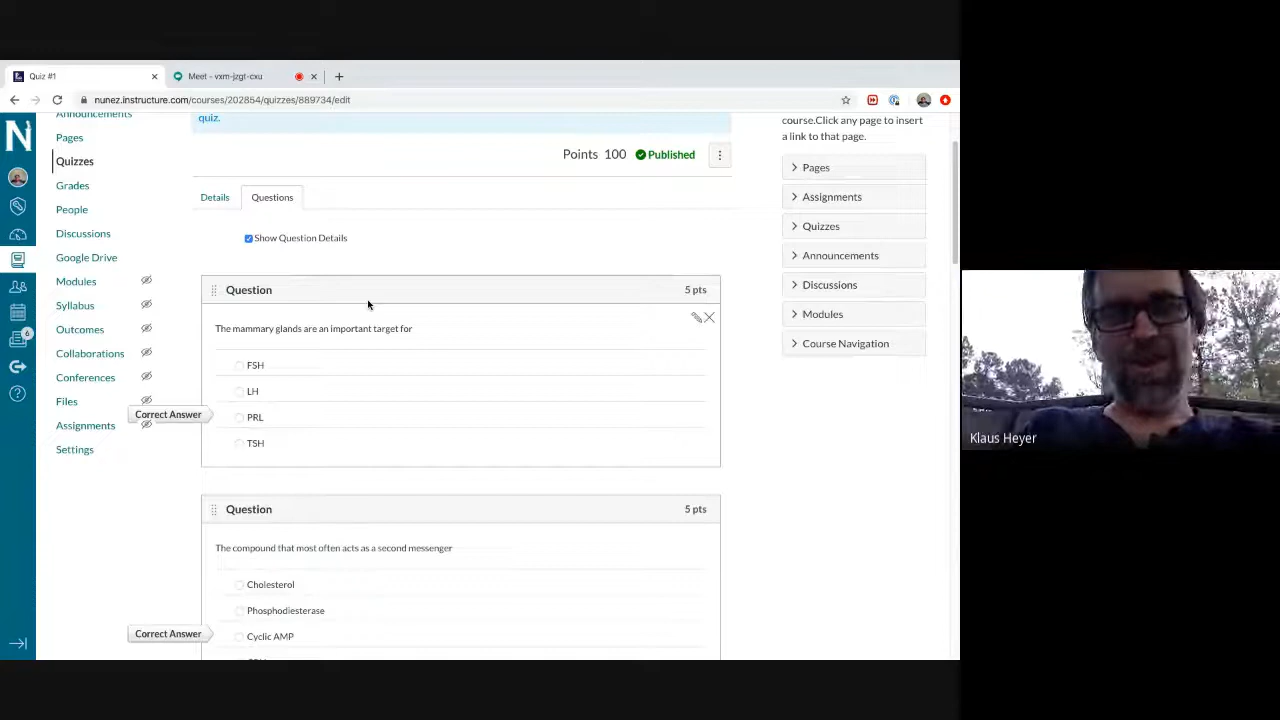 Quiz #1
Meet - vxm-jzgt-cxu
nunez.instructure.com/courses/202854/quizzes/889734/edit
N
Announcements
Pages
Quizzes
Grades
People
Discussions
Google Drive
Modules
Syllabus
Outcomes
Collaborations
Conferences
Files
Assignments
Settings
6
quiz.
Points 100 Published
Details
Questions
Show Question Details
Question 5 pts
The mammary glands are an important target for
FSH
LH
Correct Answer
PRL
TSH
Question 5 pts
The compound that most often acts as a second messenger
Cholesterol
Phosphodiesterase
Correct Answer
Cyclic AMP
course.Click any page to insert
a link to that page.
Pages
Assignments
Quizzes
Announcements
Discussions
Modules
Course Navigation
Klaus Heyer